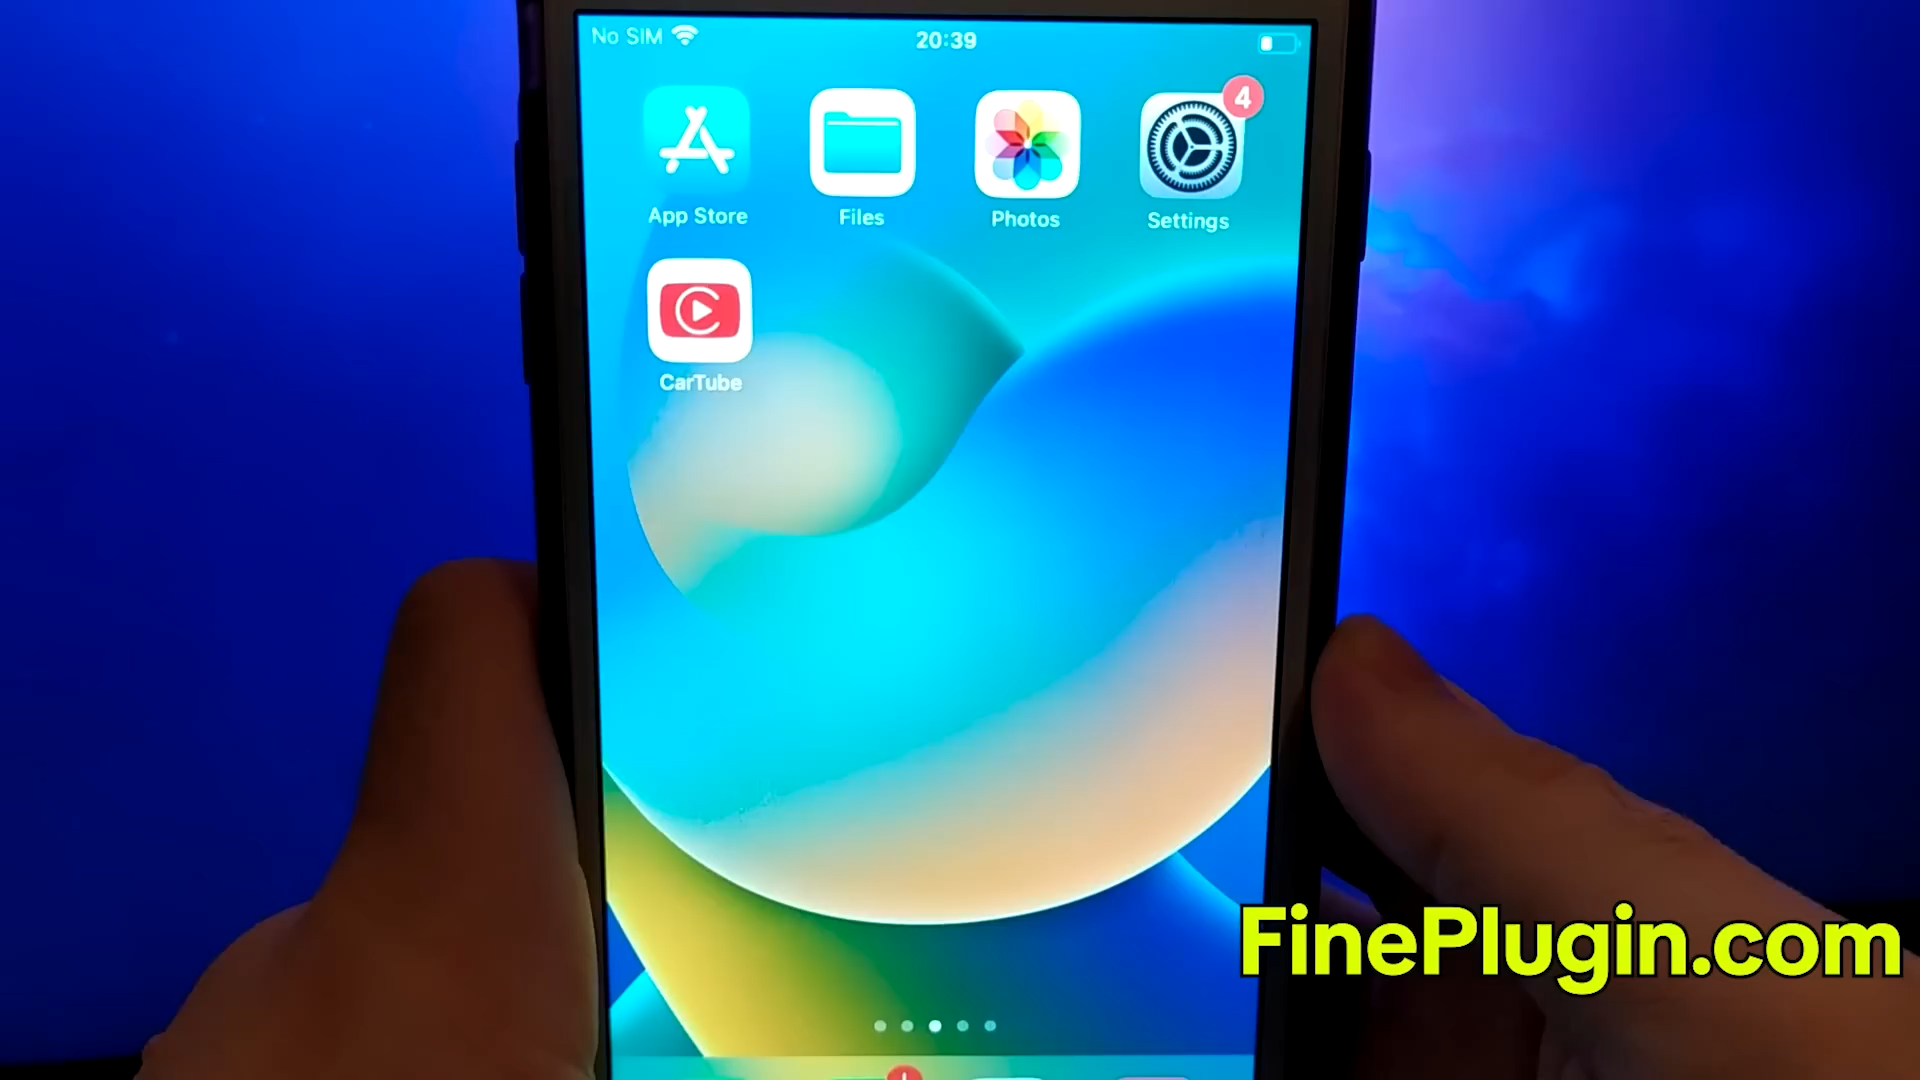 No SIM 20:39
4
App Store Files Photos Settings
CarTube
FinePlugin.com